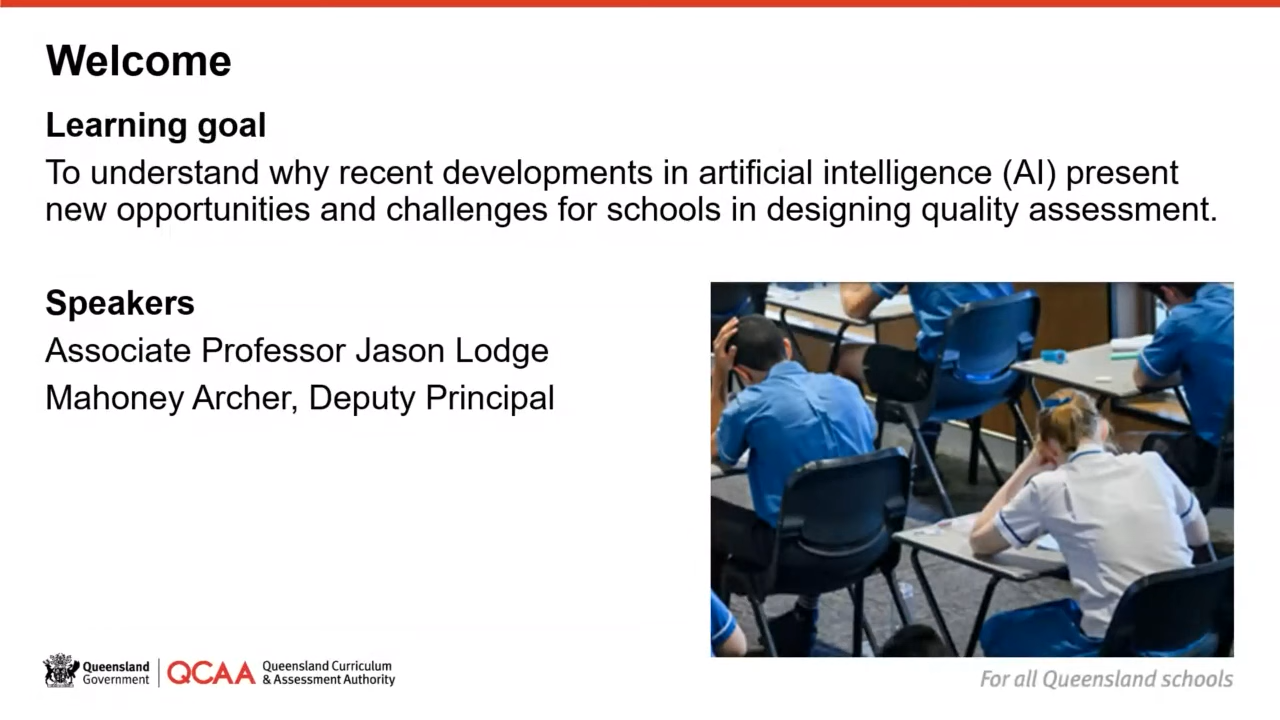 Welcome
Learning goal
To understand why recent developments in artificial intelligence (AI) present
new opportunities and challenges for schools in designing quality assessment.
Speakers
Associate Professor Jason Lodge
Mahoney Archer, Deputy Principal
Queensland
Government
QCAA
Queensland Curriculum
& Assessment Authority
For all Queensland schools